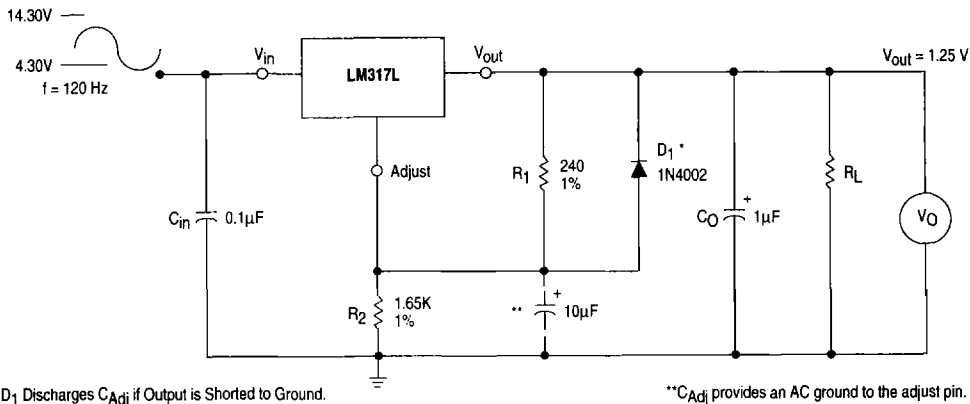 14.30V
4.30V
f = 120 Hz
Vin
LM317L
Vout
Vout = 1.25 V
Adjust
R1
240
1%
D1 *
1N4002
RL
VO
Cin
0.1µF
CO
+
1µF
R2
1.65K
1%
**
+
10µF
D1 Discharges CAdj if Output is Shorted to Ground.
**CAdj provides an AC ground to the adjust pin.